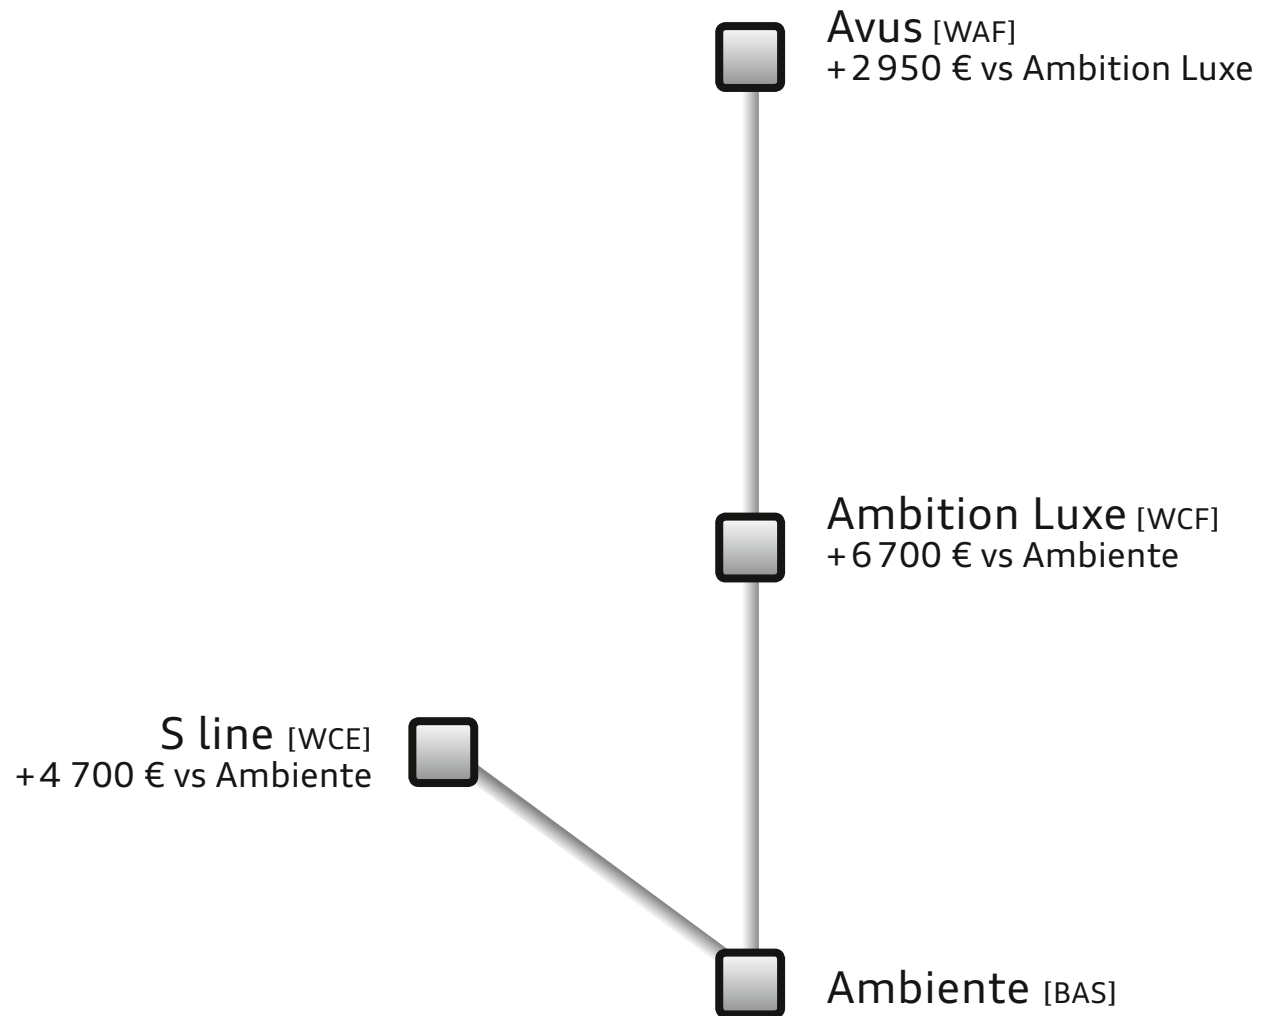 Avus [WAF]
+2 950 € vs Ambition Luxe
Ambition Luxe [WCF]
+6 700 € vs Ambiente
S line [WCE]
+4 700 € vs Ambiente
Ambiente [BAS]